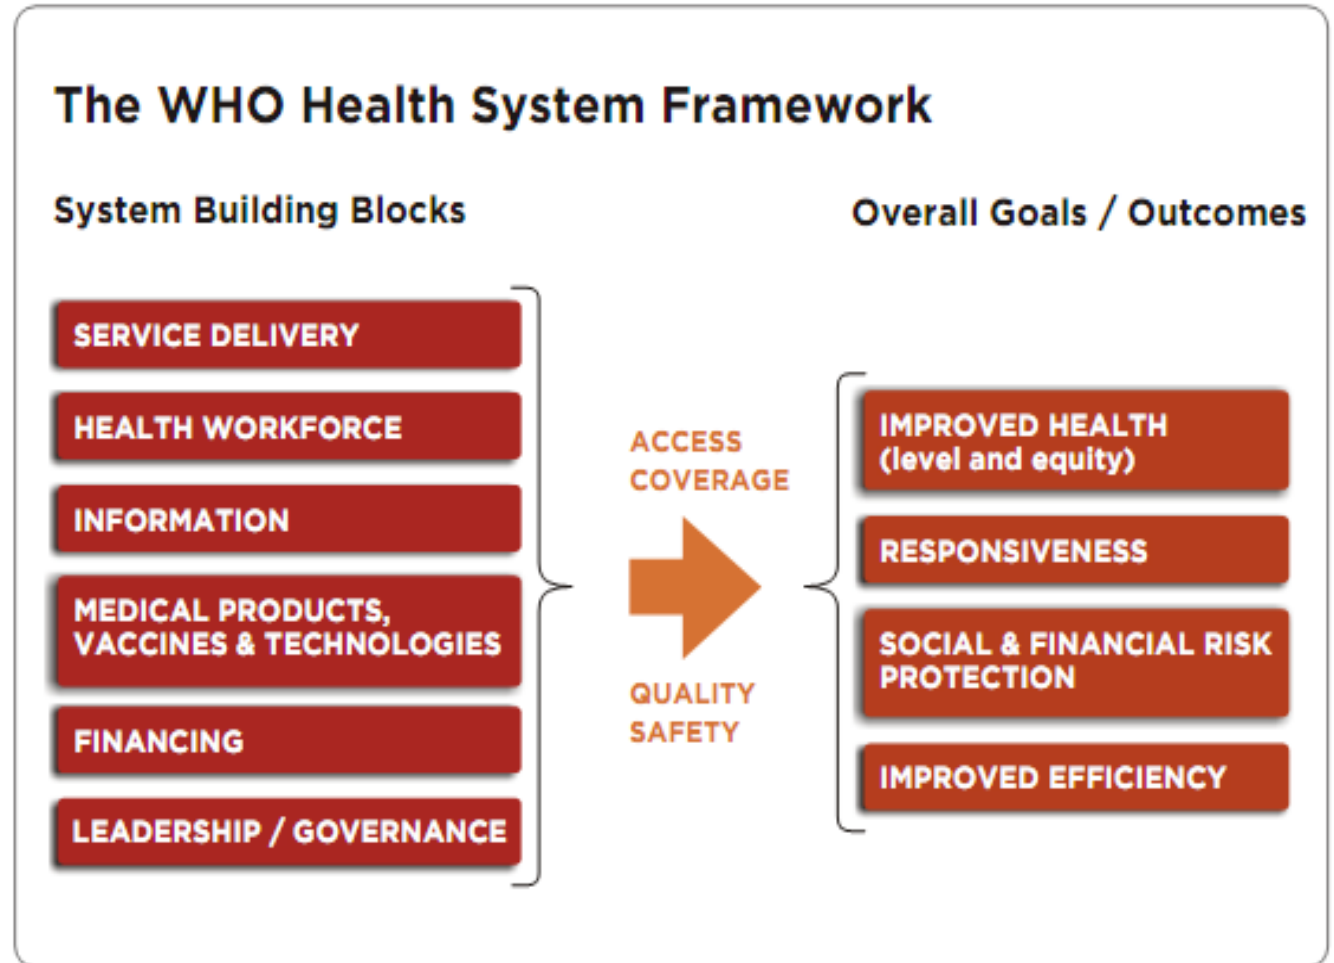 The WHO Health System Framework
System Building Blocks
Overall Goals / Outcomes
SERVICE DELIVERY
HEALTH WORKFORCE
INFORMATION
MEDICAL PRODUCTS,
VACCINES & TECHNOLOGIES
FINANCING
LEADERSHIP / GOVERNANCE
ACCESS
COVERAGE
QUALITY
SAFETY
IMPROVED HEALTH
(level and equity)
RESPONSIVENESS
SOCIAL & FINANCIAL RISK
PROTECTION
IMPROVED EFFICIENCY